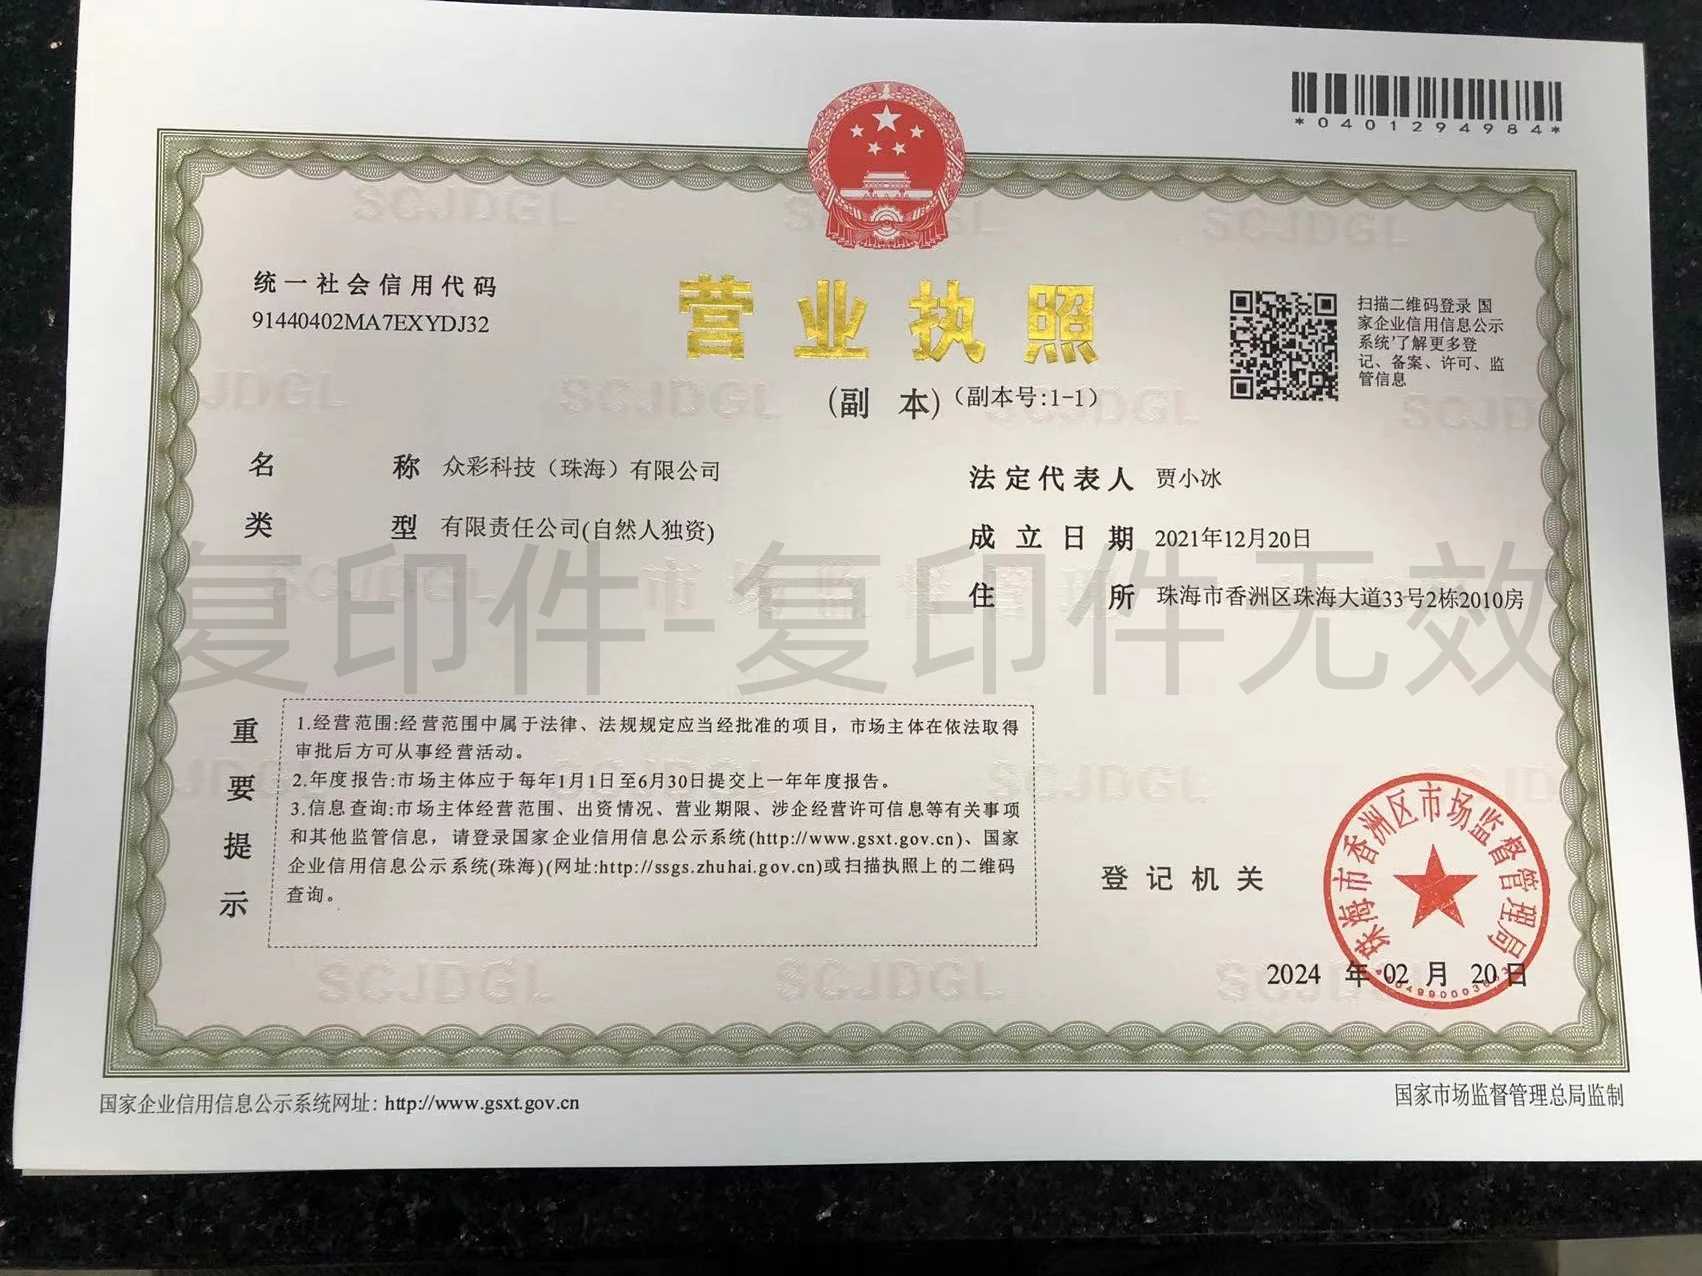 *0401294984*
统一社会信用代码
91440402MA7EXYDJ32
营业执照
(副 本)（副本号:1-1）
扫描二维码登录 国
家企业信用信息公示
系统'了解更多登
记、备案、许可、监
管信息
名 称 众彩科技（珠海）有限公司
类 型 有限责任公司(自然人独资)
法定代表人 贾小冰
成立日期 2021年12月20日
住 所 珠海市香洲区珠海大道33号2栋2010房
复印件-复印件无效
重要提示
1.经营范围:经营范围中属于法律、法规规定应当经批准的项目，市场主体在依法取得
审批后方可从事经营活动。
2.年度报告:市场主体应于每年1月1日至6月30日提交上一年年度报告。
3.信息查询:市场主体经营范围、出资情况、营业期限、涉企经营许可信息等有关事项
和其他监管信息，请登录国家企业信用信息公示系统(http://www.gsxt.gov.cn)、国家
企业信用信息公示系统(珠海)(网址:http://ssgs.zhuhai.gov.cn)或扫描执照上的二维码
查询。
登记机关
珠海市香洲区市场监督管理局
2024 年 02 月 20 日
国家企业信用信息公示系统网址：http://www.gsxt.gov.cn
国家市场监督管理总局监制
SCJDGL